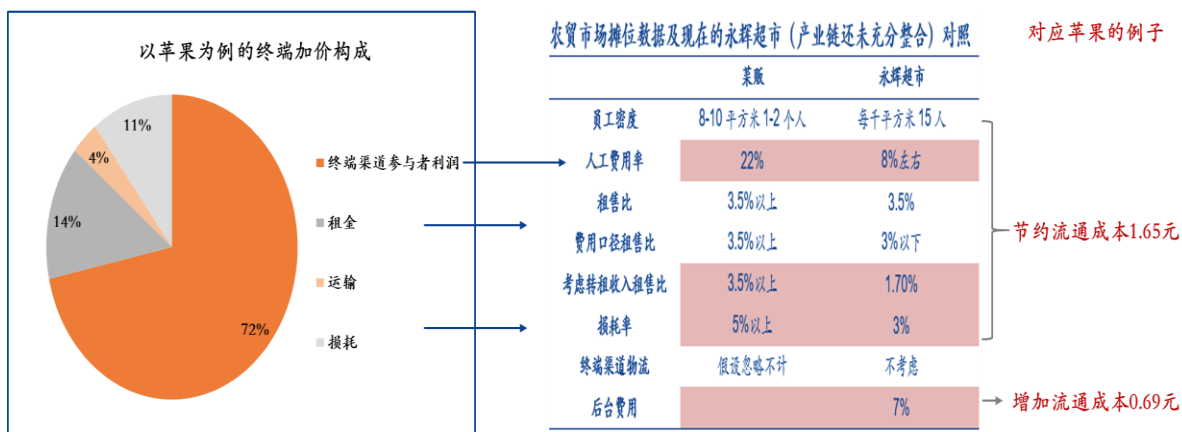 以苹果为例的终端加价构成
11%
4%
14%
72%
终端渠道参与者利润
租金
运输
损耗
农贸市场摊位数据及现在的永辉超市（产业链还未充分整合）对照
对应苹果的例子
菜贩 永辉超市
员工密度 8-10 平方米 1-2 个人 每千平方米 15 人
人工费用率 22% 8%左右
租售比 3.5%以上 3.5%
费用口径租售比 3.5%以上 3%以下
考虑转租收入租售比 3.5%以上 1.70%
损耗率 5%以上 3%
终端渠道物流 假设忽略不计 不考虑
后台费用 7%
节约流通成本1.65元
增加流通成本0.69元